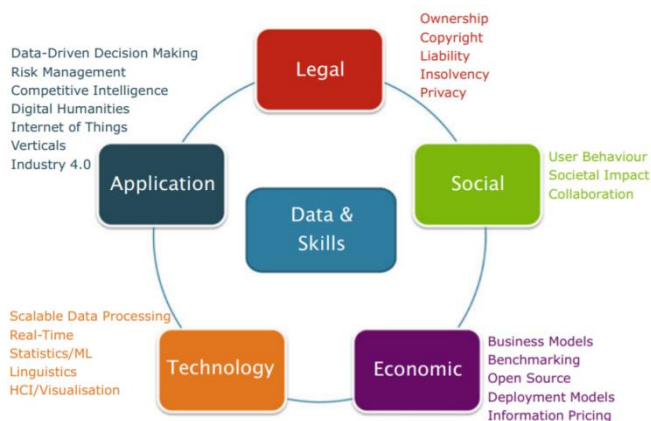 Legal
Ownership
Copyright
Liability
Insolvency
Privacy
Data-Driven Decision Making
Risk Management
Competitive Intelligence
Digital Humanities
Internet of Things
Verticals
Industry 4.0
Application
Social
User Behaviour
Societal Impact
Collaboration
Data &
Skills
Scalable Data Processing
Real-Time
Statistics/ML
Linguistics
HCI/Visualisation
Technology
Economic
Business Models
Benchmarking
Open Source
Deployment Models
Information Pricing